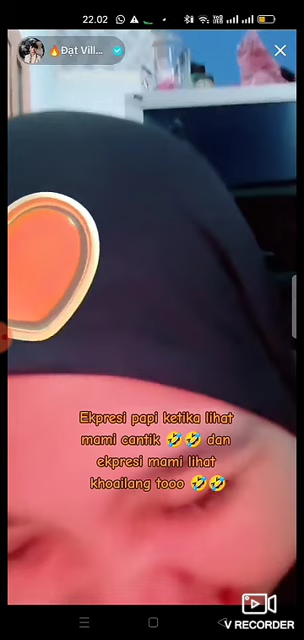 22.02
🔥Đạt Vill...
Ekpresi papi ketika lihat
mami cantik 🤣🤣 dan
ekpresi mami lihat
khoailang tooo 🤣🤣
V RECORDER